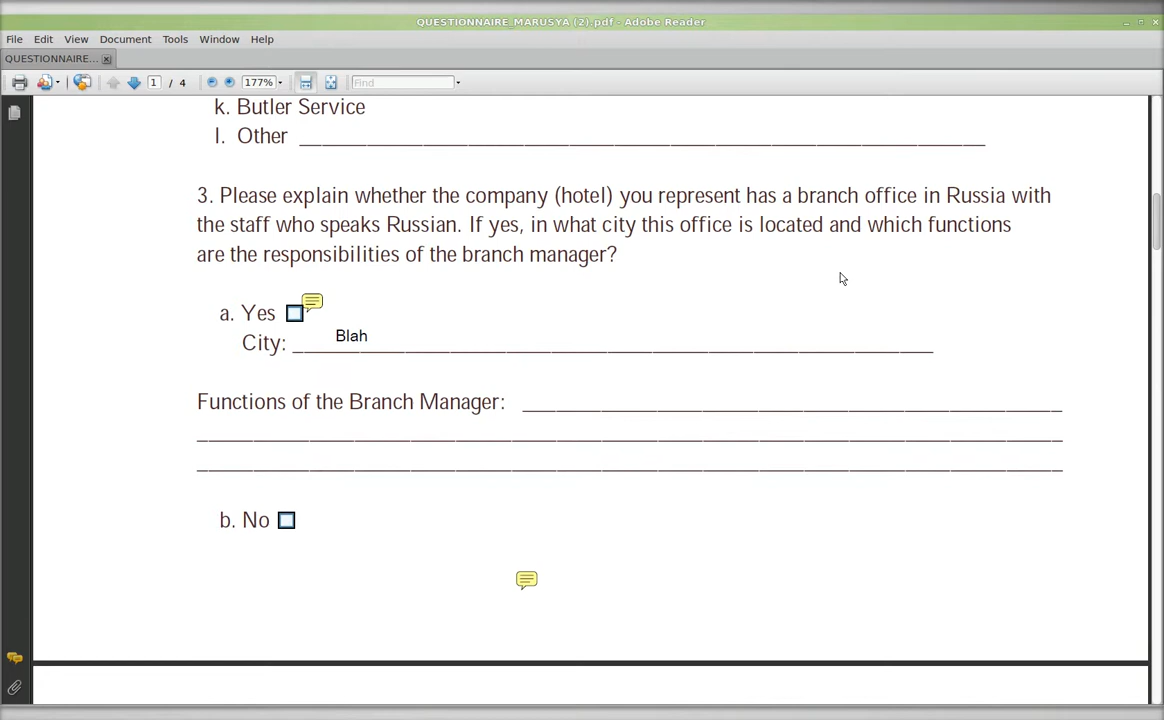 QUESTIONNAIRE_MARUSYA (2).pdf - Adobe Reader
File Edit View Document Tools Window Help
QUESTIONNAIRE...
1 / 4 177% Find
k. Butler Service
l. Other ____________________
3. Please explain whether the company (hotel) you represent has a branch office in Russia with
the staff who speaks Russian. If yes, in what city this office is located and which functions
are the responsibilities of the branch manager?
a. Yes
Blah
City: ____________________
Functions of the Branch Manager: ____________________
b. No